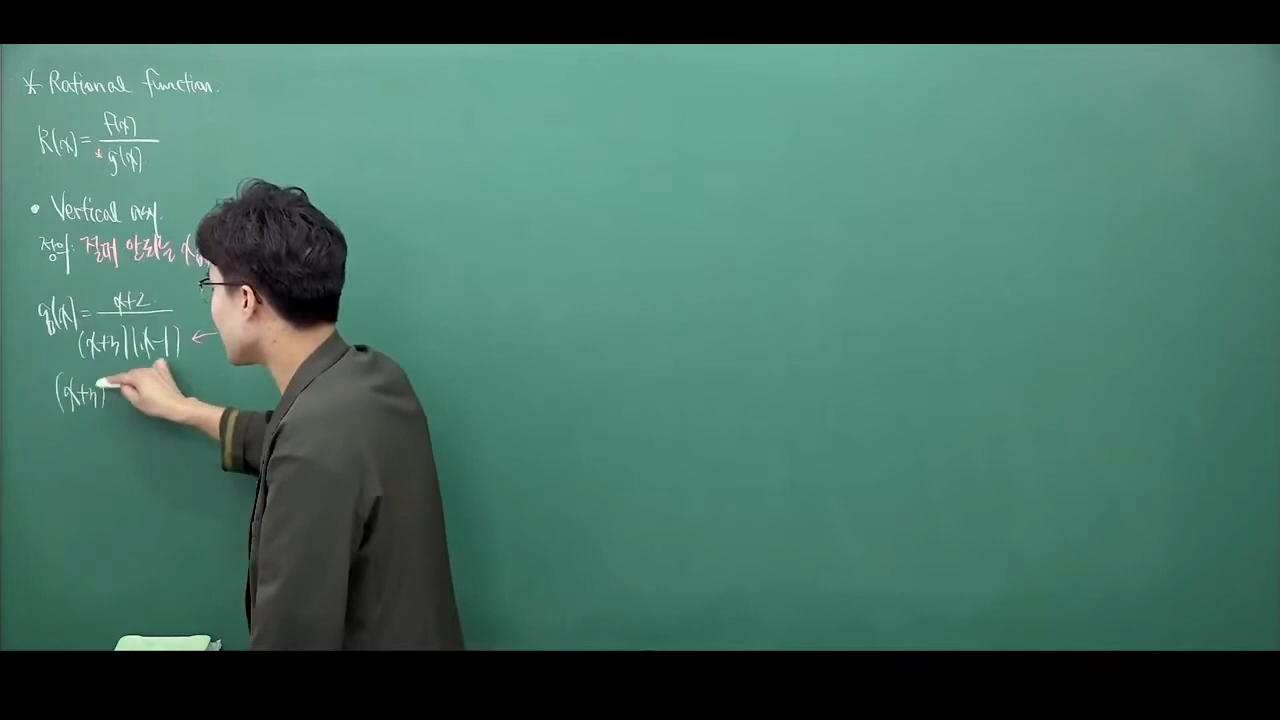 * Rational function.
R(x) = f(x) / g(x)
• Vertical asy.
정의: 절대 안되는 x
g(x) = x+2 / (x+3)(x-1)
(x+3)